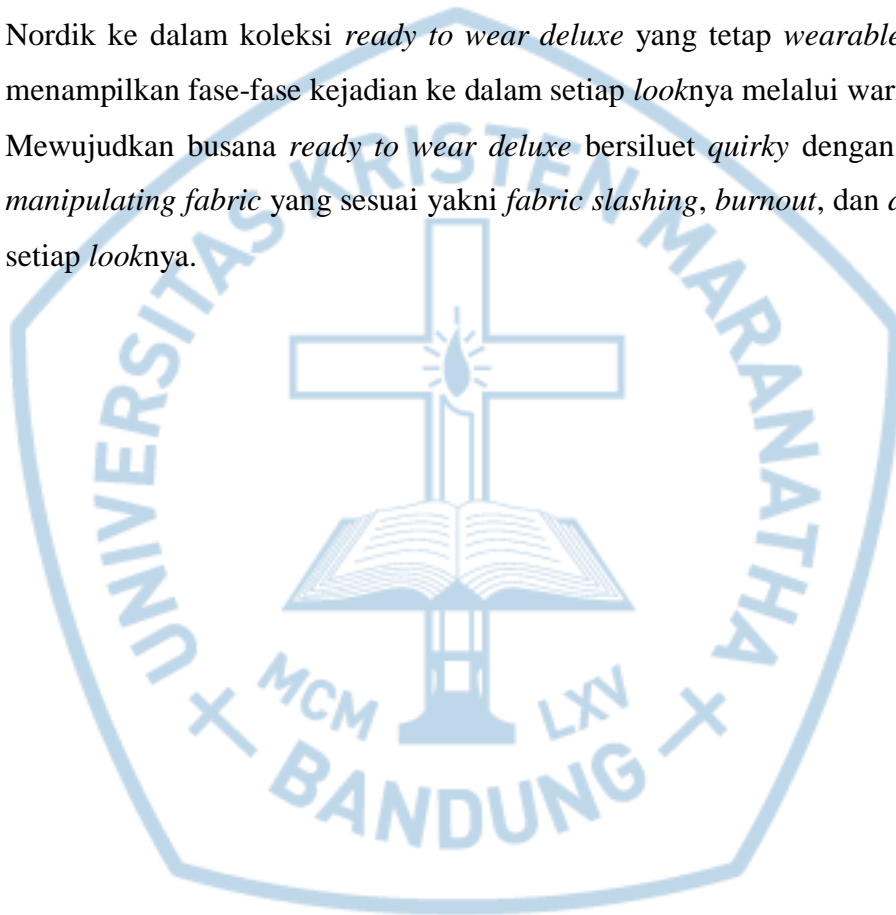 Nordik ke dalam koleksi ready to wear deluxe yang tetap wearable
menampilkan fase-fase kejadian ke dalam setiap looknya melalui war
Mewujudkan busana ready to wear deluxe bersiluet quirky dengan
manipulating fabric yang sesuai yakni fabric slashing, burnout, dan
setiap looknya.
UNIVERSITAS KRISTEN MARANATHA
MCM LXV
BANDUNG